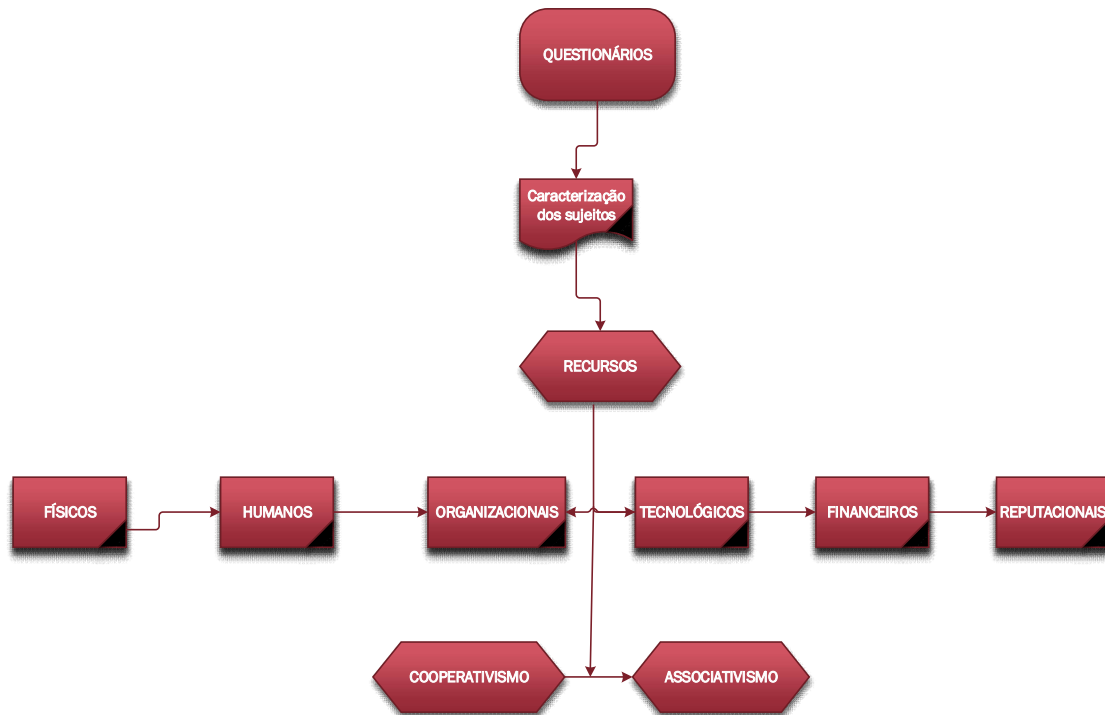 QUESTIONÁRIOS
Caracterização
dos sujeitos
RECURSOS
FÍSICOS
HUMANOS
ORGANIZACIONAIS
TECNOLÓGICOS
FINANCEIROS
REPUTACIONAIS
COOPERATIVISMO
ASSOCIATIVISMO